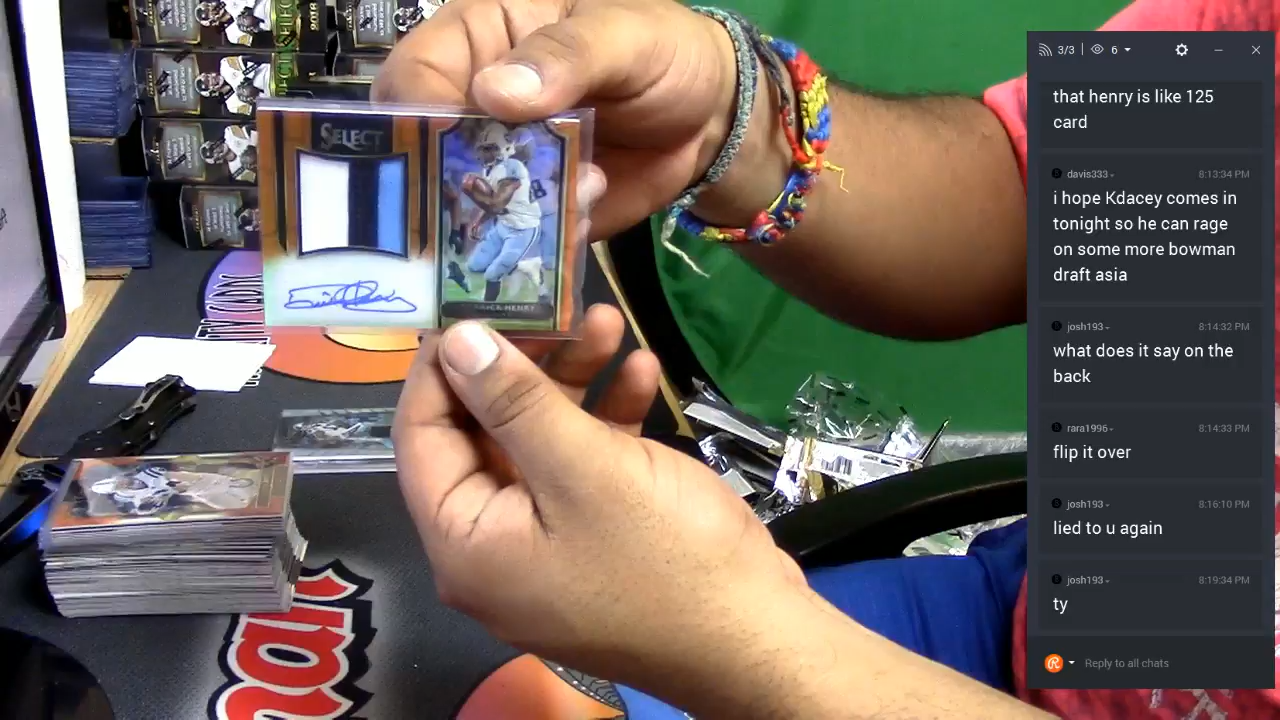 SELECT
2016
3/3
6
that henry is like 125
card
davis333
8:13:34 PM
i hope Kdacey comes in
tonight so he can rage
on some more bowman
draft asia
josh193
8:14:32 PM
what does it say on the
back
rara1996
8:14:33 PM
flip it over
josh193
8:16:10 PM
lied to u again
josh193
8:19:34 PM
ty
Reply to all chats